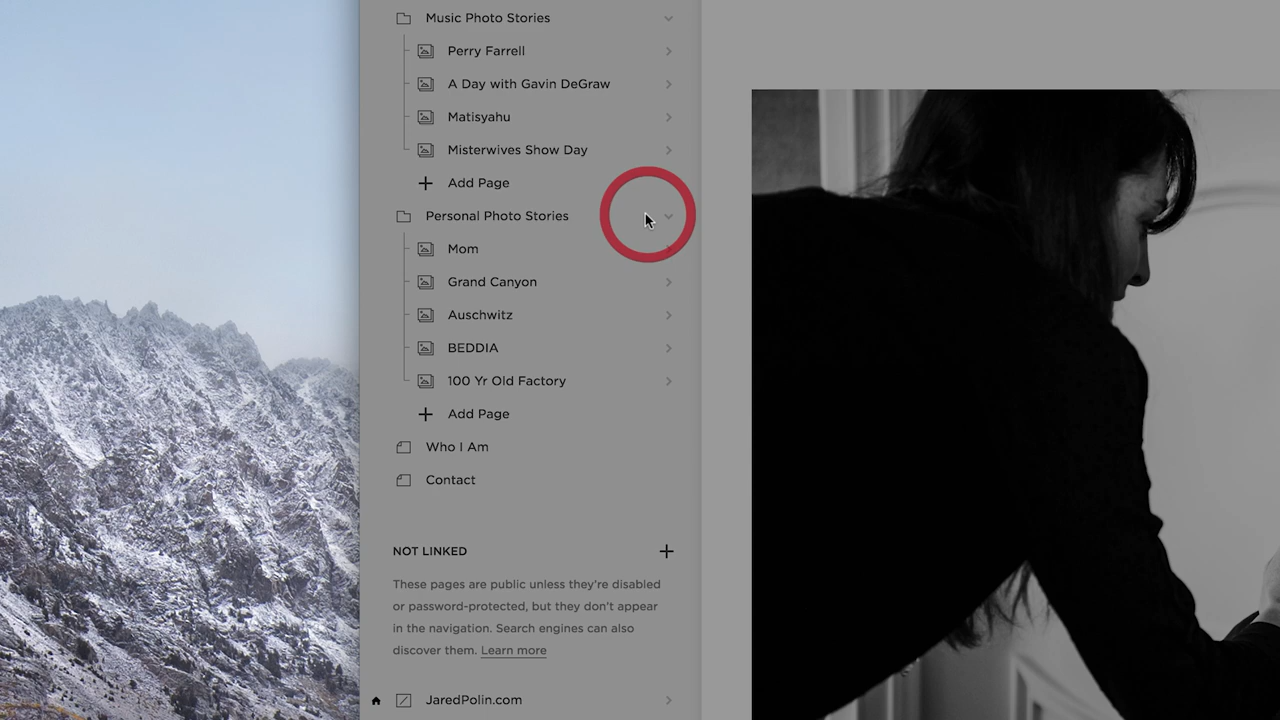 Music Photo Stories
Perry Farrell
A Day with Gavin DeGraw
Matisyahu
Misterwives Show Day
Add Page
Personal Photo Stories
Mom
Grand Canyon
Auschwitz
BEDDIA
100 Yr Old Factory
Add Page
Who I Am
Contact
NOT LINKED
These pages are public unless they’re disabled
or password-protected, but they don’t appear
in the navigation. Search engines can also
discover them. Learn more
JaredPolin.com